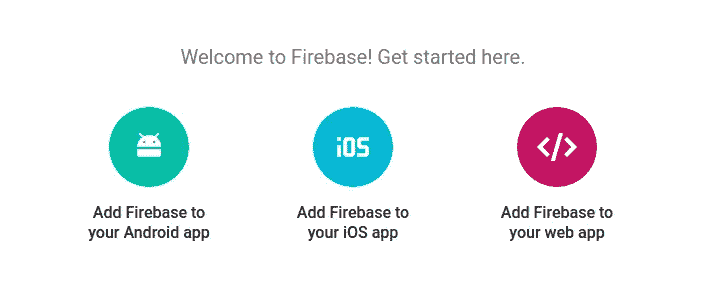 Welcome to Firebase! Get started here.
iOS
</>
Add Firebase to
your Android app
Add Firebase to
your iOS app
Add Firebase to
your web app